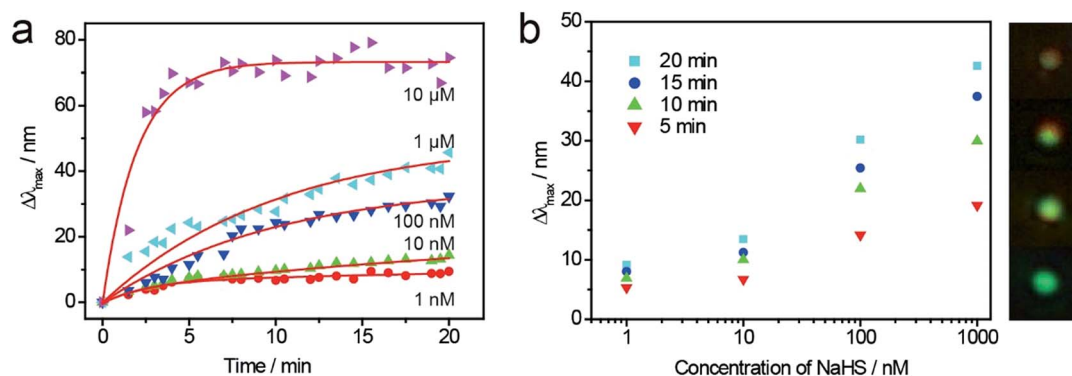 a
80
60
40
20
0
Δλmax / nm
10 μM
1 μM
100 nM
10 nM
1 nM
0 5 10 15 20
Time / min
b
50
40
30
20
10
0
Δλmax / nm
20 min
15 min
10 min
5 min
1 10 100 1000
Concentration of NaHS / nM